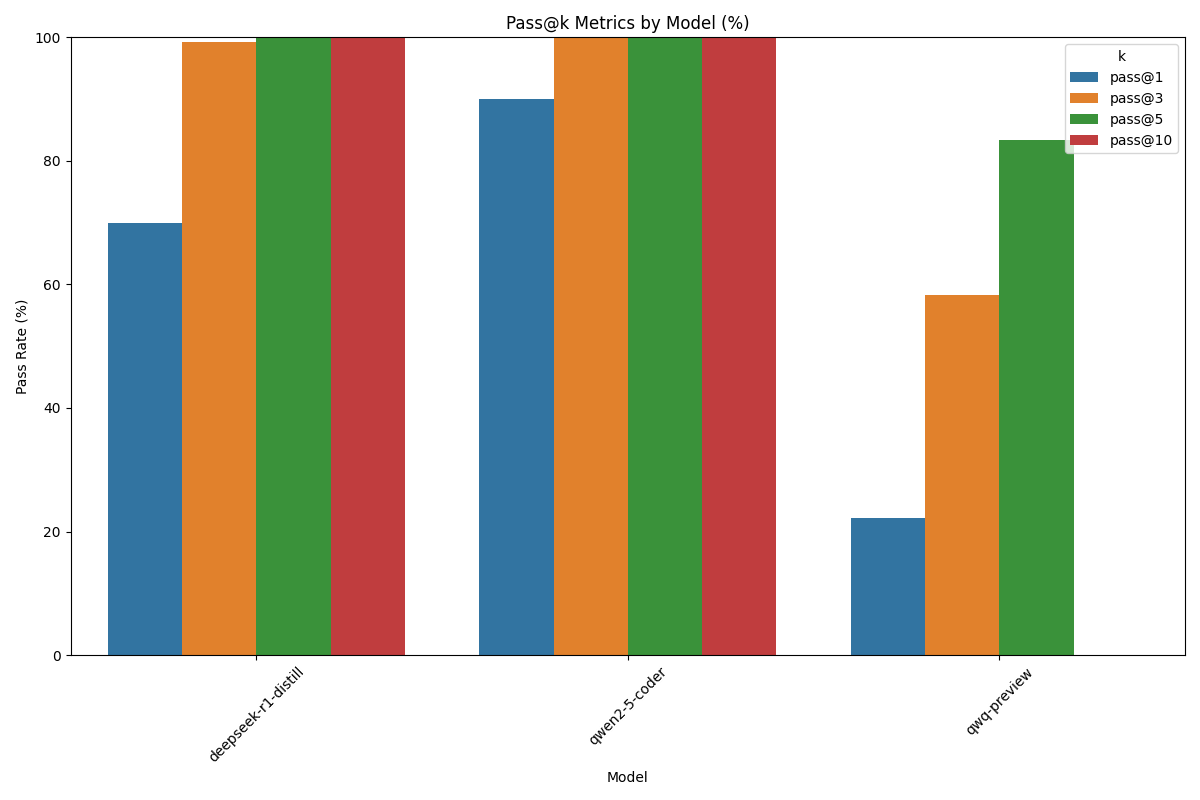 Pass@k Metrics by Model (%)
k
pass@1
pass@3
pass@5
pass@10
Pass Rate (%)
100
80
60
40
20
0
deepseek-r1-distill
qwen2-5-coder
qwq-preview
Model